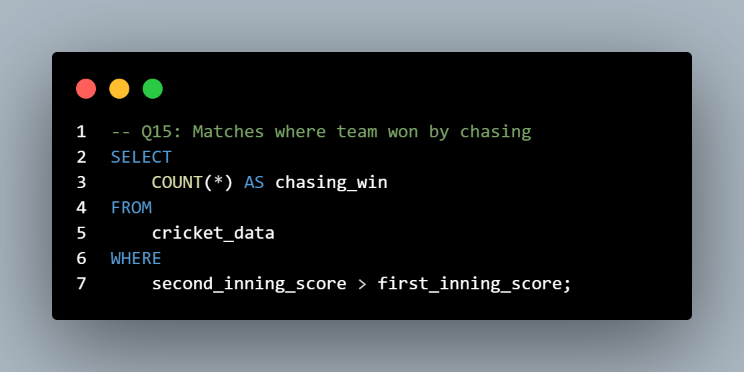 1 -- Q15: Matches where team won by chasing
2 SELECT
3     COUNT(*) AS chasing_win
4 FROM
5     cricket_data
6 WHERE
7     second_inning_score > first_inning_score;